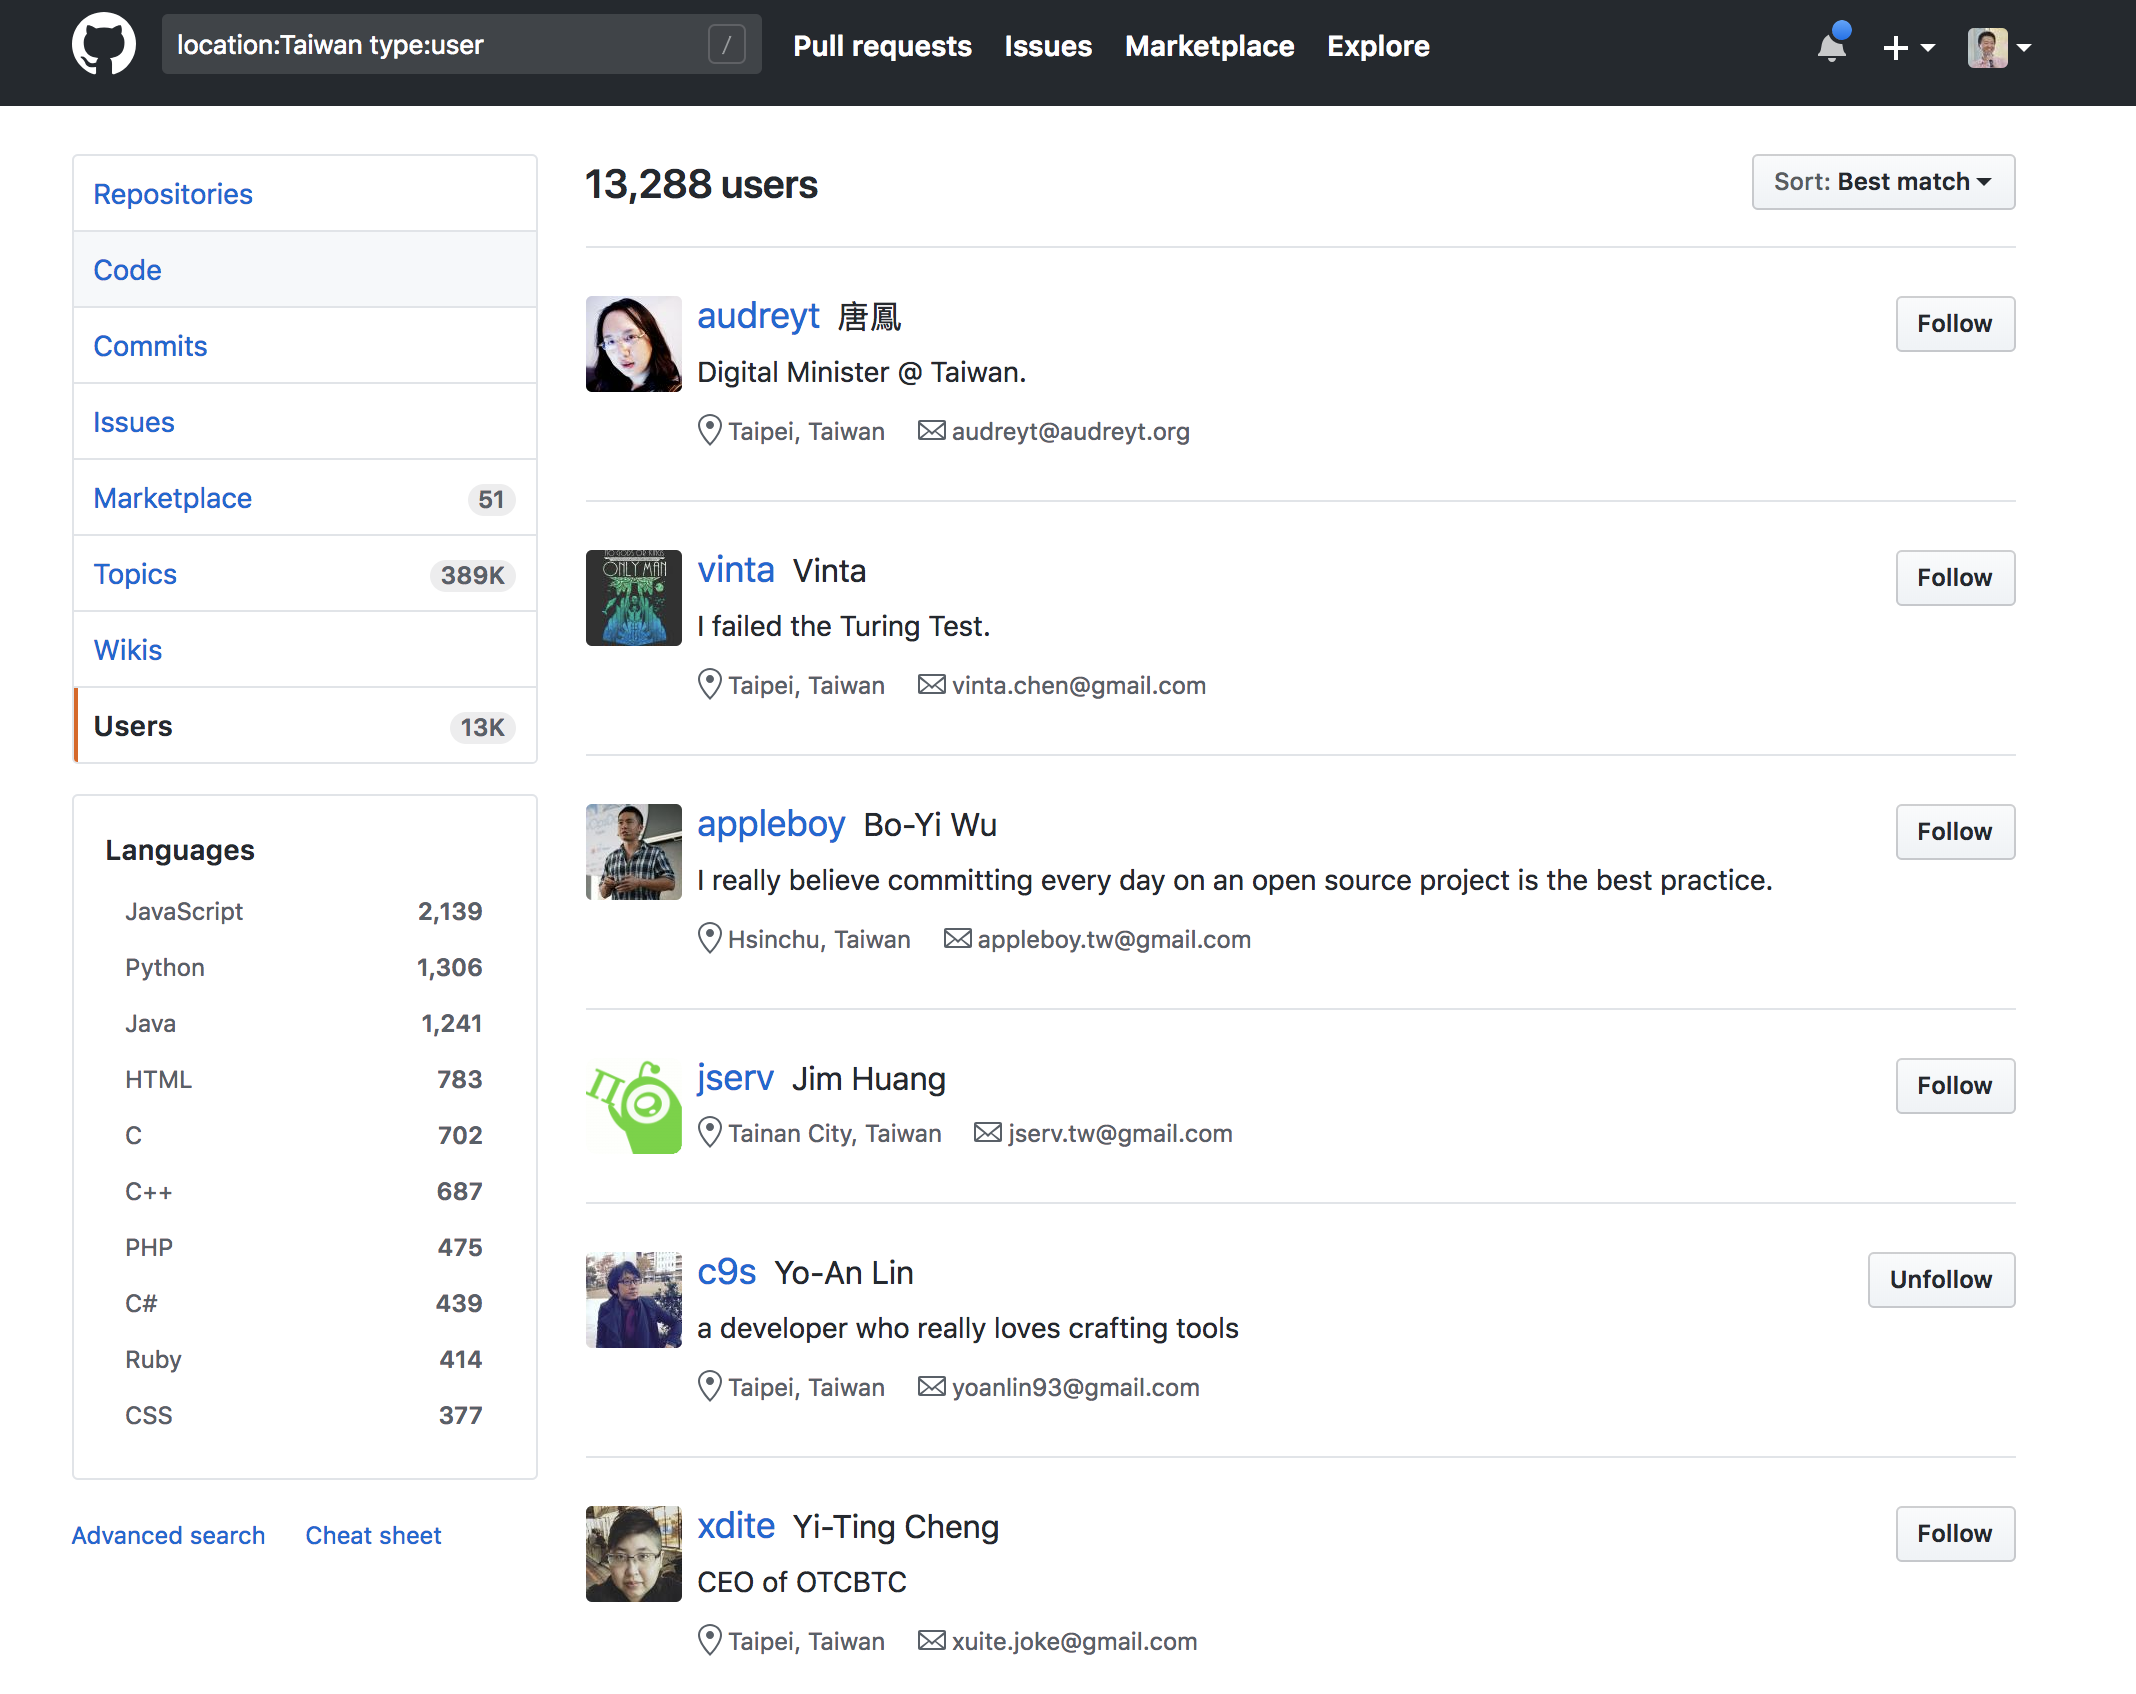 location:Taiwan type:user /
Pull requests Issues Marketplace Explore
Repositories
Code
Commits
Issues
Marketplace 51
Topics 389K
Wikis
Users 13K
Languages
JavaScript 2,139
Python 1,306
Java 1,241
HTML 783
C 702
C++ 687
PHP 475
C# 439
Ruby 414
CSS 377
Advanced search Cheat sheet
13,288 users
Sort: Best match
audreyt 唐鳳
Follow
Digital Minister @ Taiwan.
Taipei, Taiwan audreyt@audreyt.org
ONLY MAN
vinta Vinta
Follow
I failed the Turing Test.
Taipei, Taiwan vinta.chen@gmail.com
appleboy Bo-Yi Wu
Follow
I really believe committing every day on an open source project is the best practice.
Hsinchu, Taiwan appleboy.tw@gmail.com
jserv Jim Huang
Follow
Tainan City, Taiwan jserv.tw@gmail.com
c9s Yo-An Lin
Unfollow
a developer who really loves crafting tools
Taipei, Taiwan yoanlin93@gmail.com
xdite Yi-Ting Cheng
Follow
CEO of OTCBTC
Taipei, Taiwan xuite.joke@gmail.com